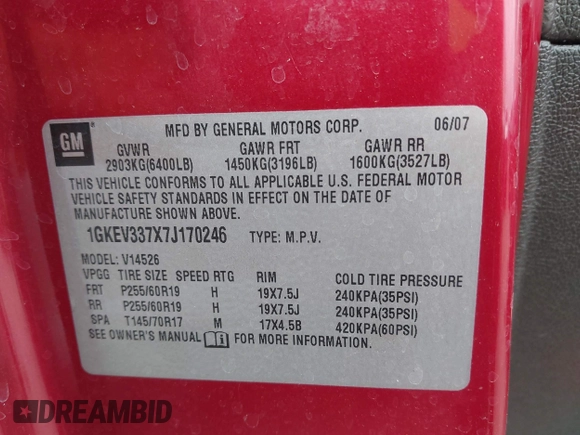 GM
MFD BY GENERAL MOTORS CORP. 06/07
GVWR GAWR FRT GAWR RR
2903KG(6400LB) 1450KG(3196LB) 1600KG(3527LB)
THIS VEHICLE CONFORMS TO ALL APPLICABLE U.S. FEDERAL MOTOR
VEHICLE SAFETY STANDARDS IN EFFECT ON THE DATE OF
MANUFACTURE SHOWN ABOVE.
1GKEV337X7J170246 TYPE: M.P.V.
MODEL: V14526
VPGG TIRE SIZE SPEED RTG RIM COLD TIRE PRESSURE
FRT P255/60R19 H 19X7.5J 240KPA(35PSI)
RR P255/60R19 H 19X7.5J 240KPA(35PSI)
SPA T145/70R17 M 17X4.5B 420KPA(60PSI)
SEE OWNER'S MANUAL FOR MORE INFORMATION.
DREAMBID